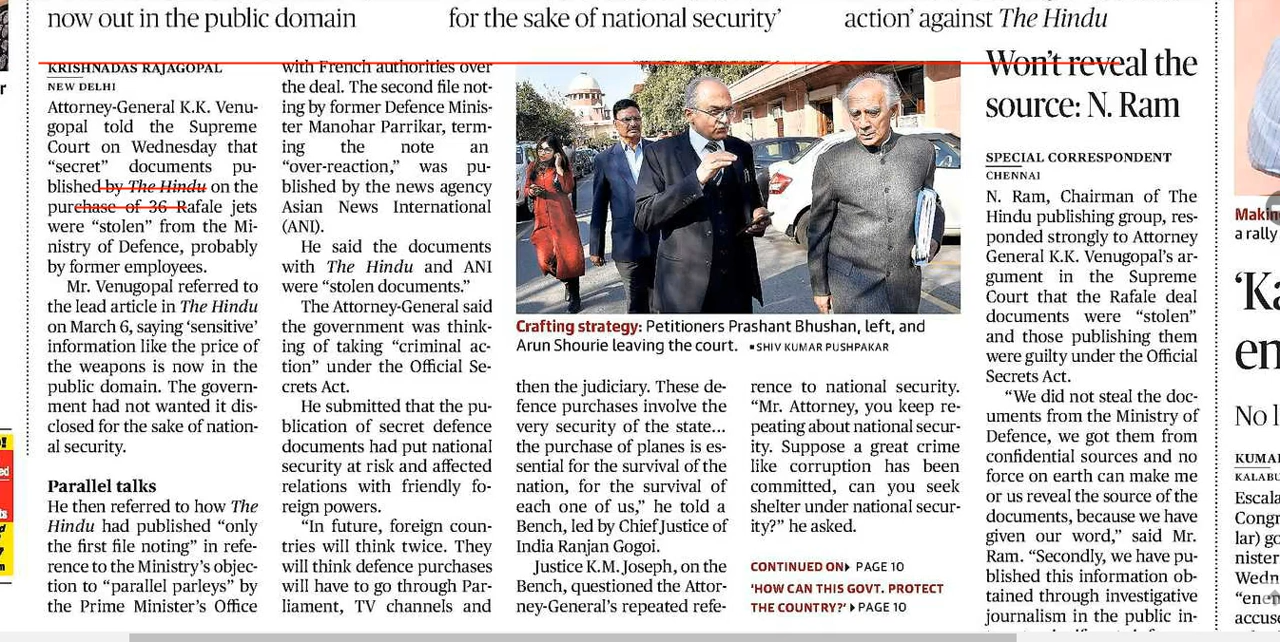 now out in the public domain
for the sake of national security’
action’ against The Hindu
KRISHNADAS RAJAGOPAL
NEW DELHI
Attorney-General K.K. Venu-
gopal told the Supreme
Court on Wednesday that
“secret” documents pu-
blished by The Hindu on the
purchase of 36 Rafale jets
were “stolen” from the Mi-
nistry of Defence, probably
by former employees.
Mr. Venugopal referred to
the lead article in The Hindu
on March 6, saying ‘sensitive’
information like the price of
the weapons is now in the
public domain. The govern-
ment had not wanted it dis-
closed for the sake of nation-
al security.
Parallel talks
He then referred to how The
Hindu had published “only
the first file noting” in refe-
rence to the Ministry’s objec-
tion to “parallel parleys” by
the Prime Minister’s Office
with French authorities over
the deal. The second file not-
ing by former Defence Minis-
ter Manohar Parrikar, term-
ing the note an
“over-reaction,” was pu-
blished by the news agency
Asian News International
(ANI).
He said the documents
with The Hindu and ANI
were “stolen documents.”
The Attorney-General said
the government was think-
ing of taking “criminal ac-
tion” under the Official Se-
crets Act.
He submitted that the pu-
blication of secret defence
documents had put national
security at risk and affected
relations with friendly fo-
reign powers.
“In future, foreign coun-
tries will think twice. They
will think defence purchases
will have to go through Par-
liament, TV channels and
Crafting strategy: Petitioners Prashant Bhushan, left, and
Arun Shourie leaving the court. ▪ SHIV KUMAR PUSHPAKAR
then the judiciary. These de-
fence purchases involve the
very security of the state...
the purchase of planes is es-
sential for the survival of the
nation, for the survival of
each one of us,” he told a
Bench, led by Chief Justice of
India Ranjan Gogoi.
Justice K.M. Joseph, on the
Bench, questioned the Attor-
ney-General’s repeated refe-
rence to national security.
“Mr. Attorney, you keep re-
peating about national secur-
ity. Suppose a great crime
like corruption has been
committed, can you seek
shelter under national secur-
ity?” he asked.
CONTINUED ON ▸ PAGE 10
‘HOW CAN THIS GOVT. PROTECT
THE COUNTRY?’ ▸ PAGE 10
Won’t reveal the
source: N. Ram
SPECIAL CORRESPONDENT
CHENNAI
N. Ram, Chairman of The
Hindu publishing group, res-
ponded strongly to Attorney
General K.K. Venugopal’s ar-
gument in the Supreme
Court that the Rafale deal
documents were “stolen”
and those publishing them
were guilty under the Official
Secrets Act.
“We did not steal the doc-
uments from the Ministry of
Defence, we got them from
confidential sources and no
force on earth can make me
or us reveal the source of the
documents, because we have
given our word,” said Mr.
Ram. “Secondly, we have pu-
blished this information ob-
tained through investigative
journalism in the public in-
a rally
No
Escala
Congr
lar) go
nister
Wedn
accuse